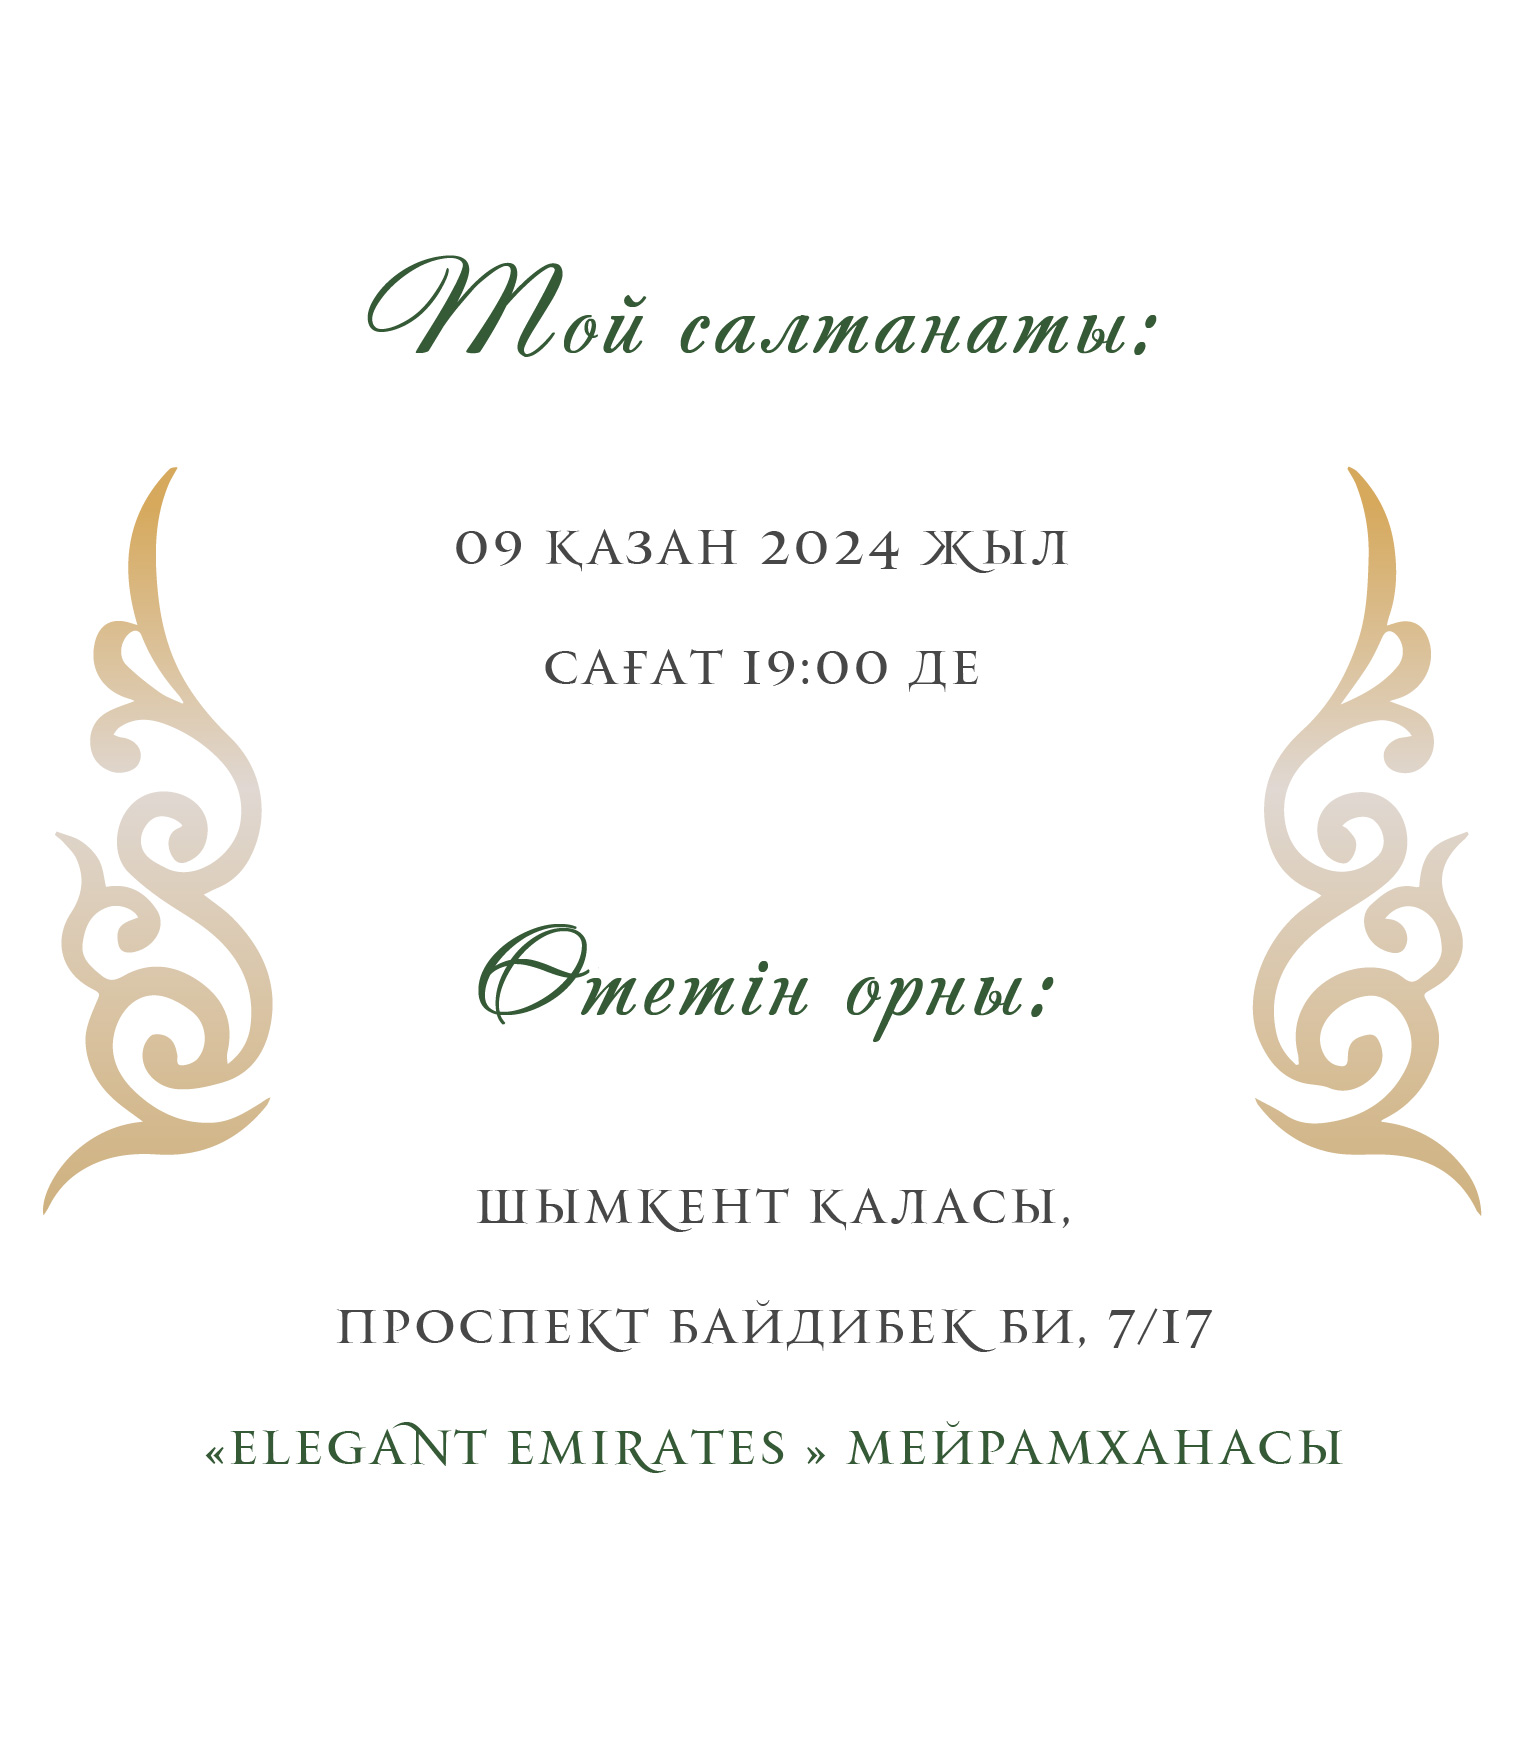 Той салтанаты:
09 ҚАЗАН 2024 ЖЫЛ
САҒАТ 19:00 ДЕ
Өтетін орны:
ШЫМКЕНТ ҚАЛАСЫ,
ПРОСПЕКТ БАЙДИБЕК БИ, 7/17
«ELEGANT EMIRATES » МЕЙРАМХАНАСЫ